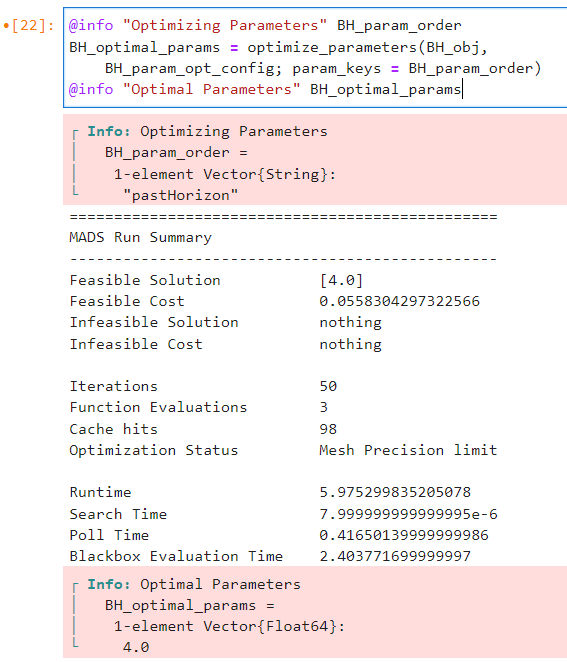 [22]: @info "Optimizing Parameters" BH_param_order
BH_optimal_params = optimize_parameters(BH_obj,
    BH_param_opt_config; param_keys = BH_param_order)
@info "Optimal Parameters" BH_optimal_params
┌ Info: Optimizing Parameters
│   BH_param_order =
│    1-element Vector{String}:
└     "pastHorizon"
================================================
MADS Run Summary
------------------------------------------------
Feasible Solution           [4.0]
Feasible Cost               0.0558304297322566
Infeasible Solution         nothing
Infeasible Cost             nothing
Iterations                  50
Function Evaluations        3
Cache hits                  98
Optimization Status         Mesh Precision limit
Runtime                     5.975299835205078
Search Time                 7.999999999999995e-6
Poll Time                   0.41650139999999986
Blackbox Evaluation Time    2.403771699999997
┌ Info: Optimal Parameters
│   BH_optimal_params =
│    1-element Vector{Float64}:
└     4.0